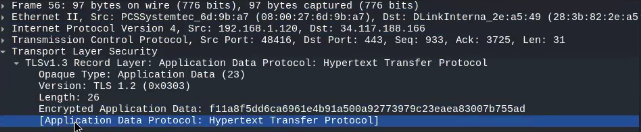 Frame 56: 97 bytes on wire (776 bits), 97 bytes captured (776 bits)
Ethernet II, Src: PCSSystemtec_6d:9b:a7 (08:00:27:6d:9b:a7), Dst: DLinkInterna_2e:a5:49 (28:3b:82:2e:a5
Internet Protocol Version 4, Src: 192.168.1.120, Dst: 34.117.188.166
Transmission Control Protocol, Src Port: 48416, Dst Port: 443, Seq: 933, Ack: 3725, Len: 31
Transport Layer Security
TLSv1.3 Record Layer: Application Data Protocol: Hypertext Transfer Protocol
Opaque Type: Application Data (23)
Version: TLS 1.2 (0x0303)
Length: 26
Encrypted Application Data: f11a8f5dd6ca6961e4b91a500a92773979c23eaea83007b755ad
[Application Data Protocol: Hypertext Transfer Protocol]